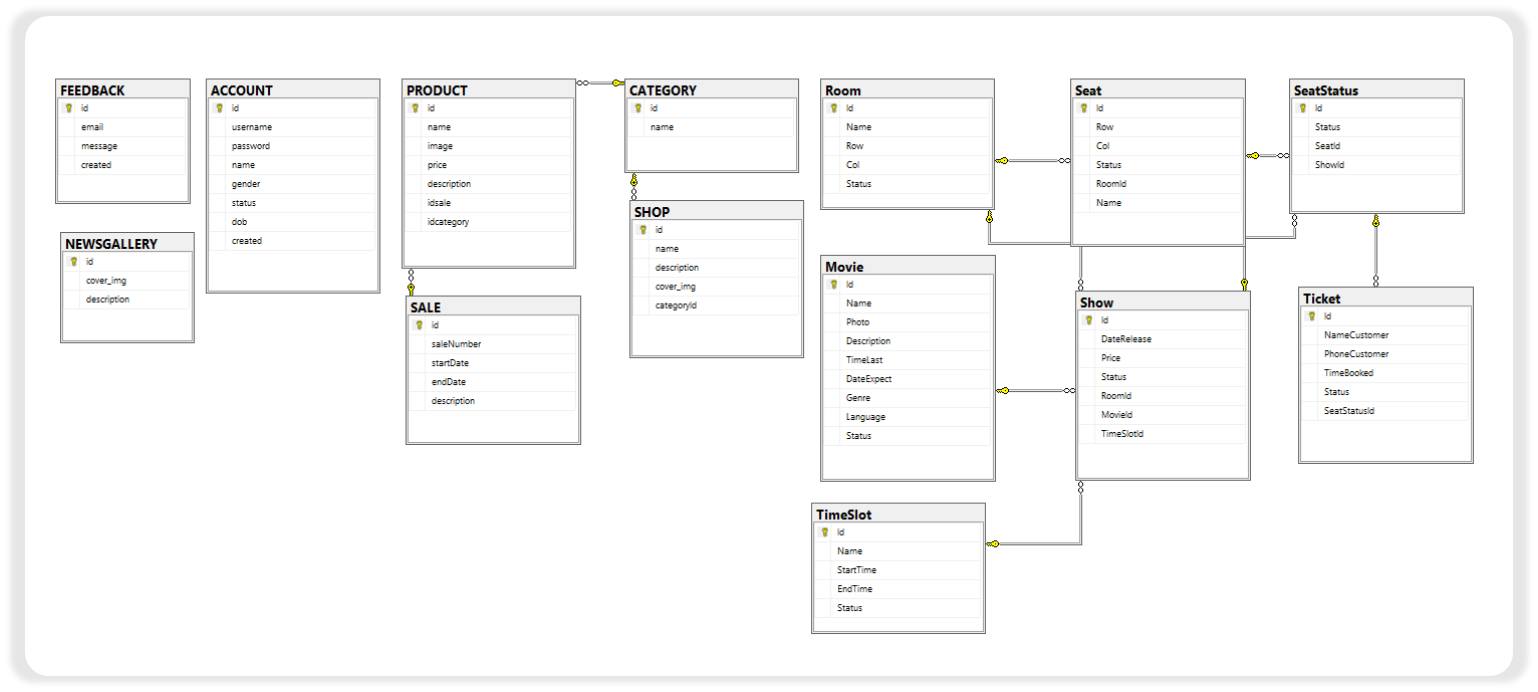 FEEDBACK
id
email
message
created
NEWSGALLERY
id
cover_img
description
ACCOUNT
id
username
password
name
gender
status
dob
created
PRODUCT
id
name
image
price
description
idsale
idcategory
SALE
id
saleNumber
startDate
endDate
description
CATEGORY
id
name
SHOP
id
name
description
cover_img
categoryId
Room
Id
Name
Row
Col
Status
Movie
Id
Name
Photo
Description
TimeLast
DateExpect
Genre
Language
Status
TimeSlot
Id
Name
StartTime
EndTime
Status
Seat
Id
Row
Col
Status
RoomId
Name
Show
Id
DateRelease
Price
Status
RoomId
MovieId
TimeSlotId
SeatStatus
Id
Status
SeatId
ShowId
Ticket
Id
NameCustomer
PhoneCustomer
TimeBooked
Status
SeatStatusId